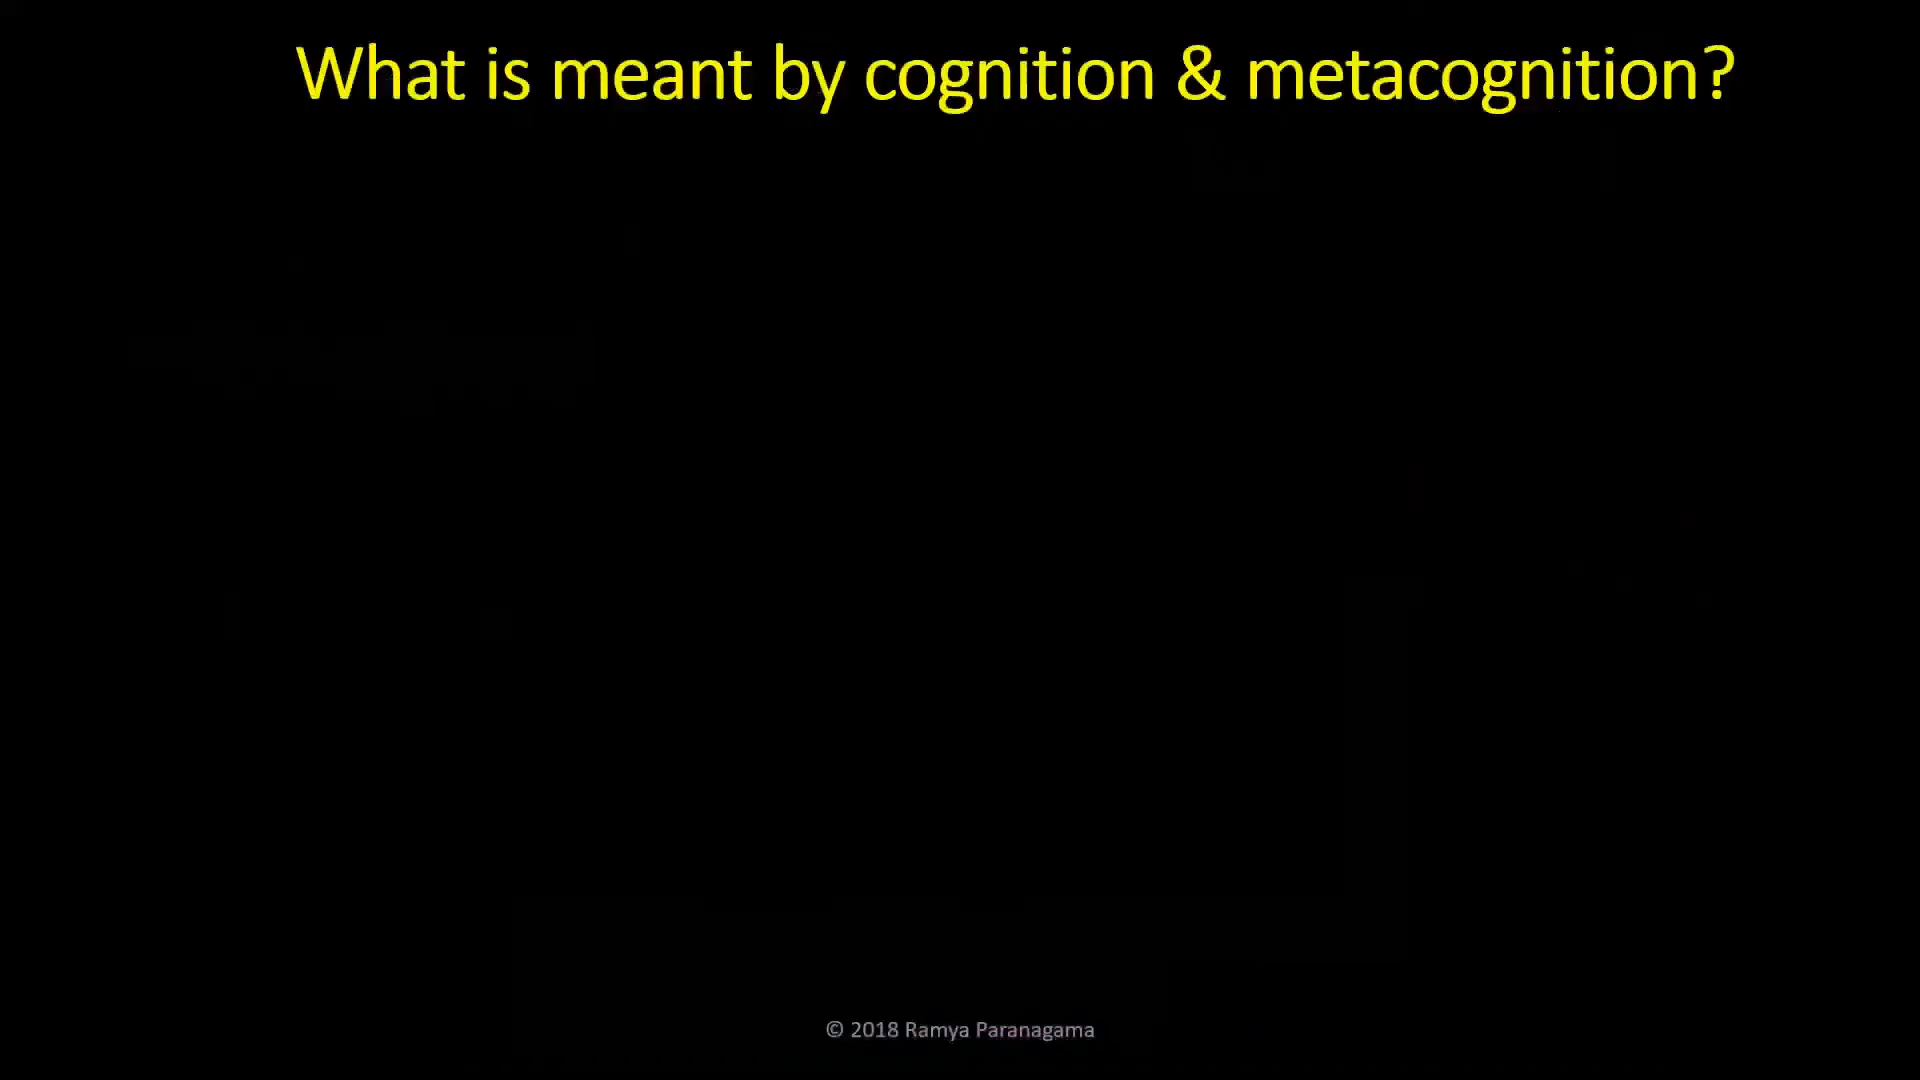 What is meant by cognition & metacognition?
© 2018 Ramya Paranagama